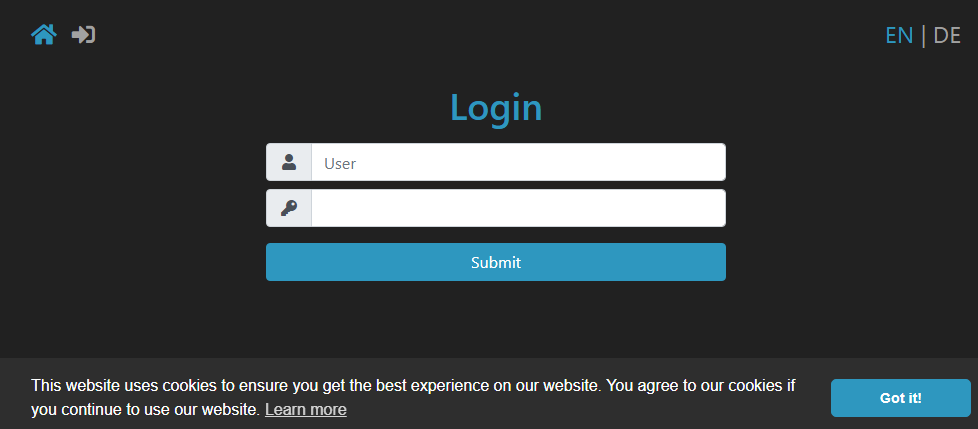 EN | DE
Login
User
Submit
This website uses cookies to ensure you get the best experience on our website. You agree to our cookies if
you continue to use our website. Learn more
Got it!